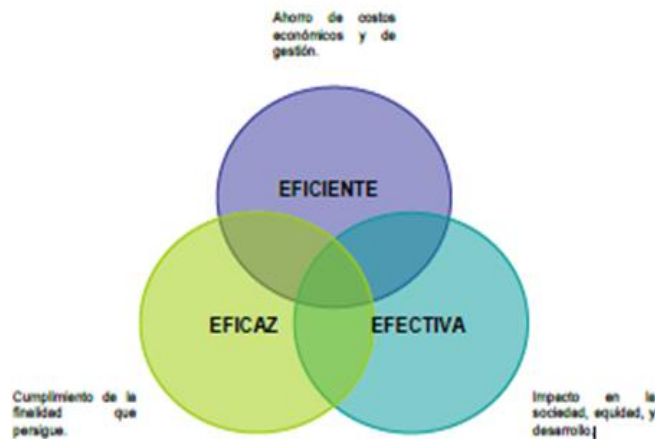 Ahorro de costos
económicos y de
gestión.
EFICIENTE
EFICAZ
EFECTIVA
Cumplimiento de la
finalidad que
persigue.
Impacto en la
sociedad, equidad, y
desarrollo.